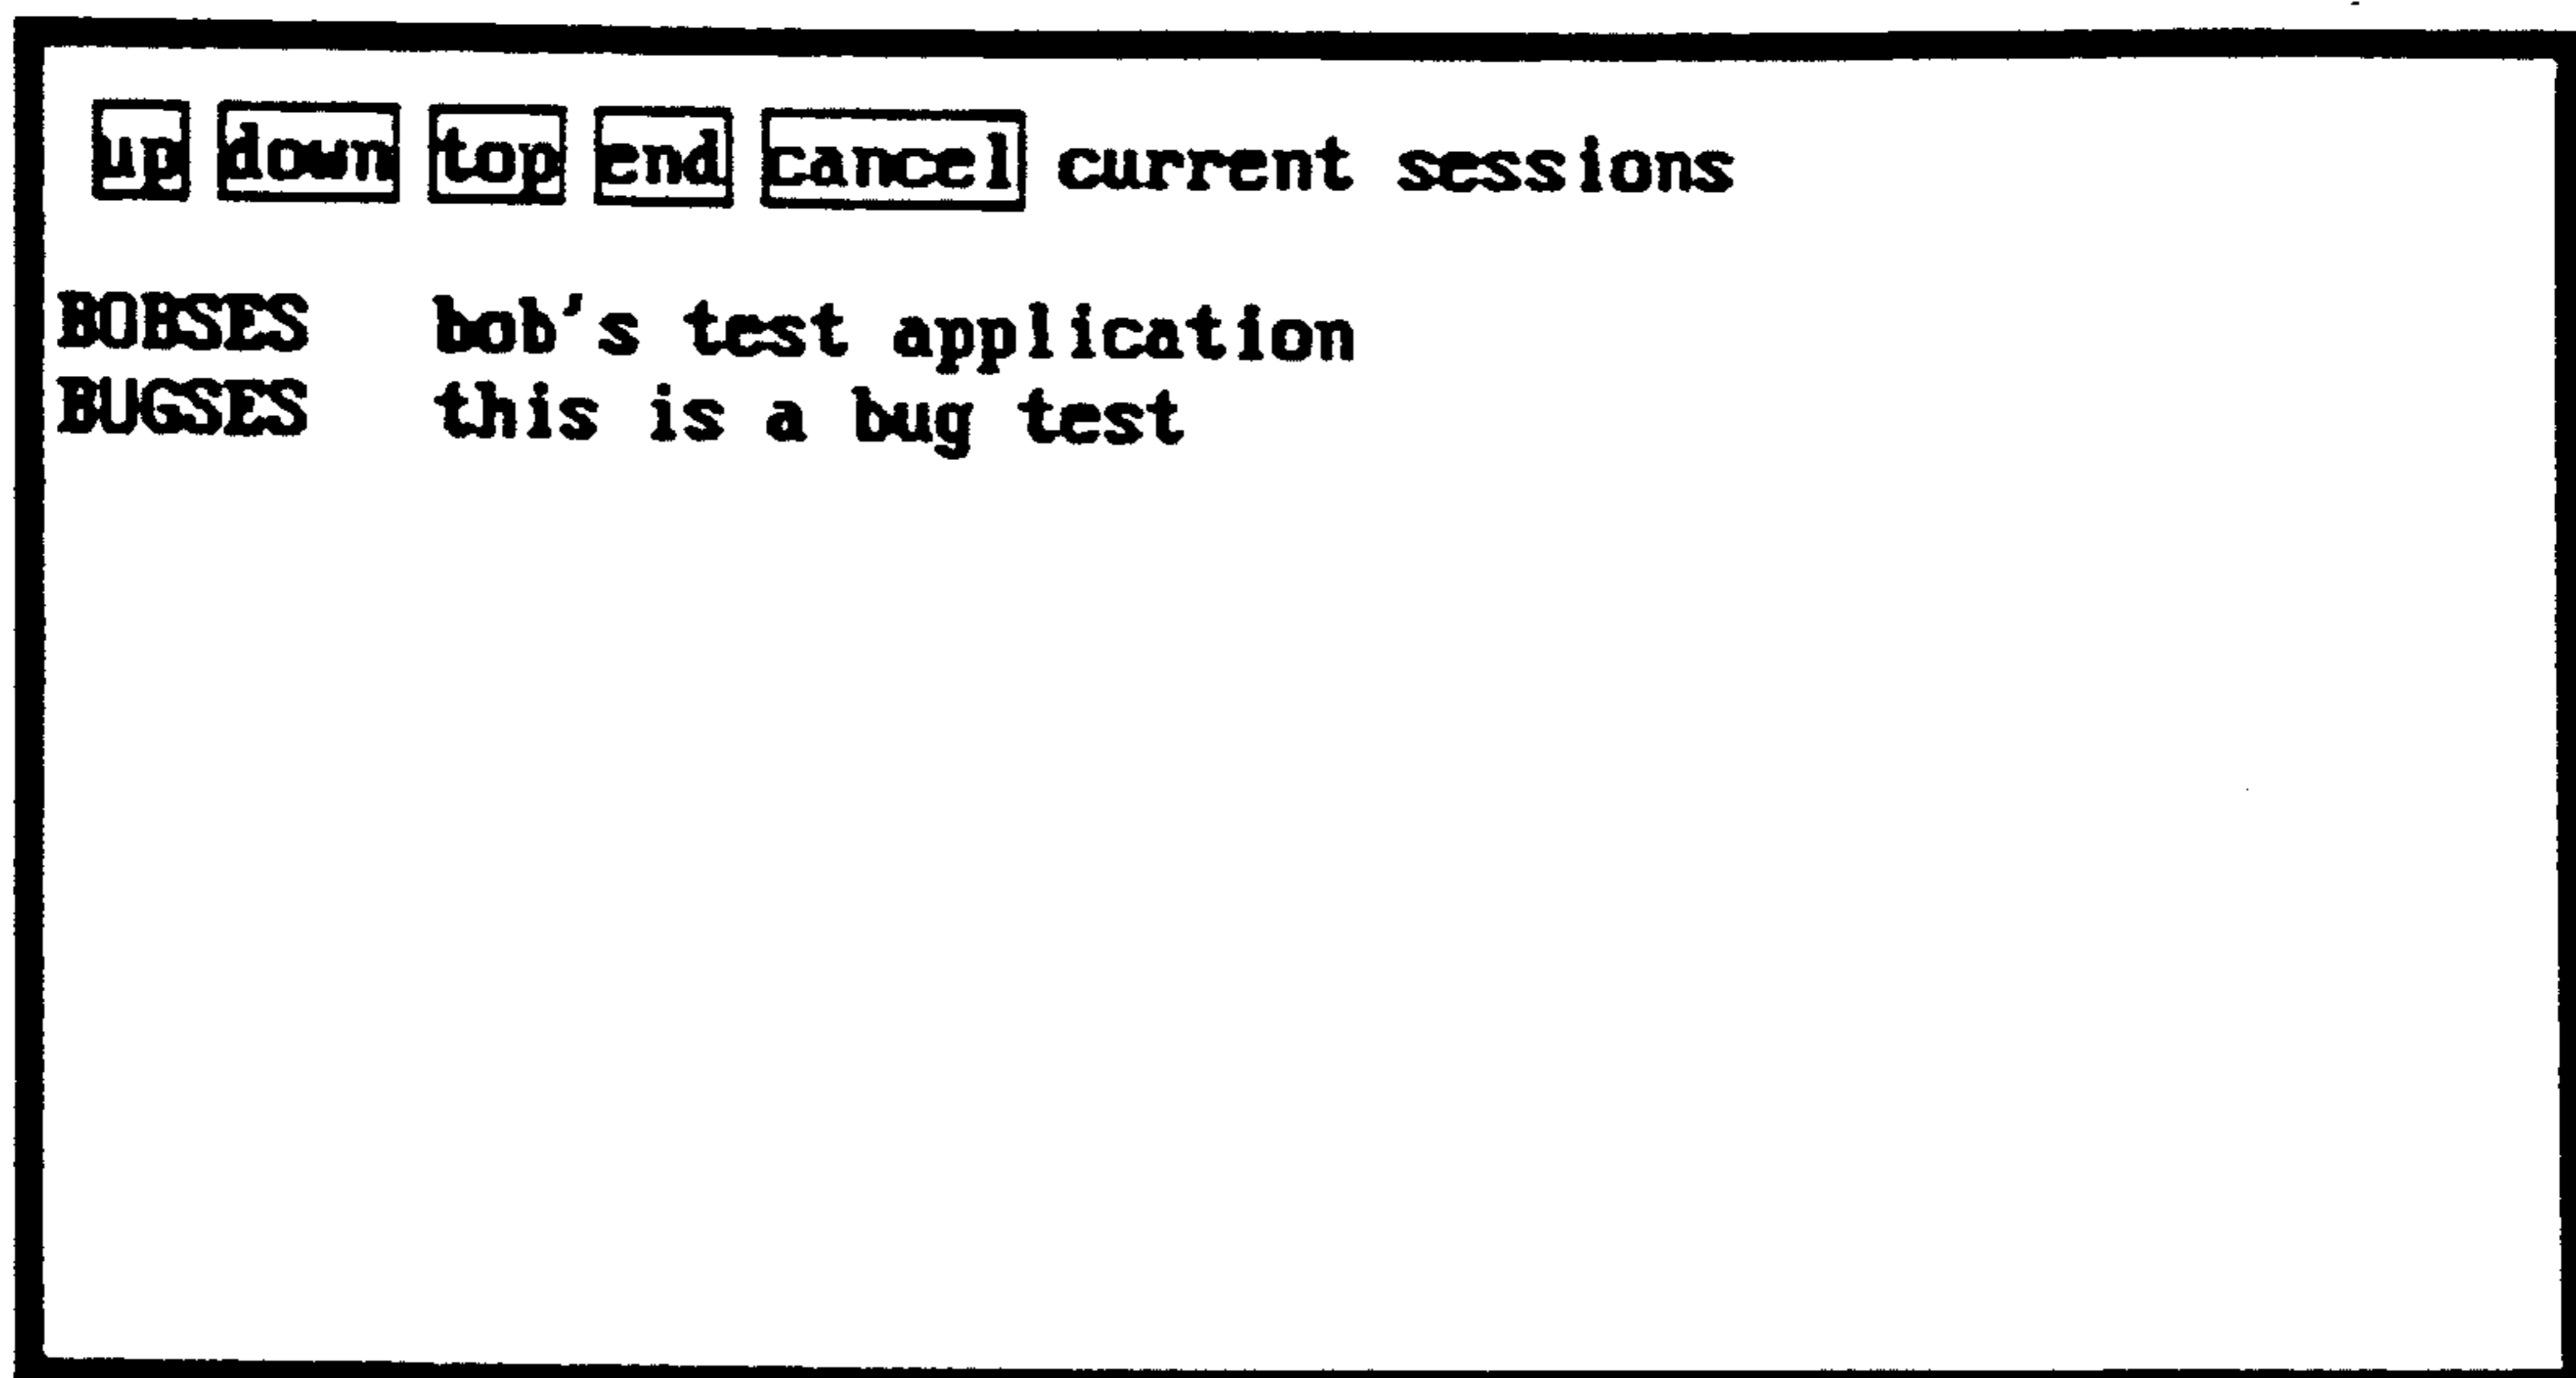 up down top end cancel current sessions
BOBSES bob's test application
BUGSES this is a bug test